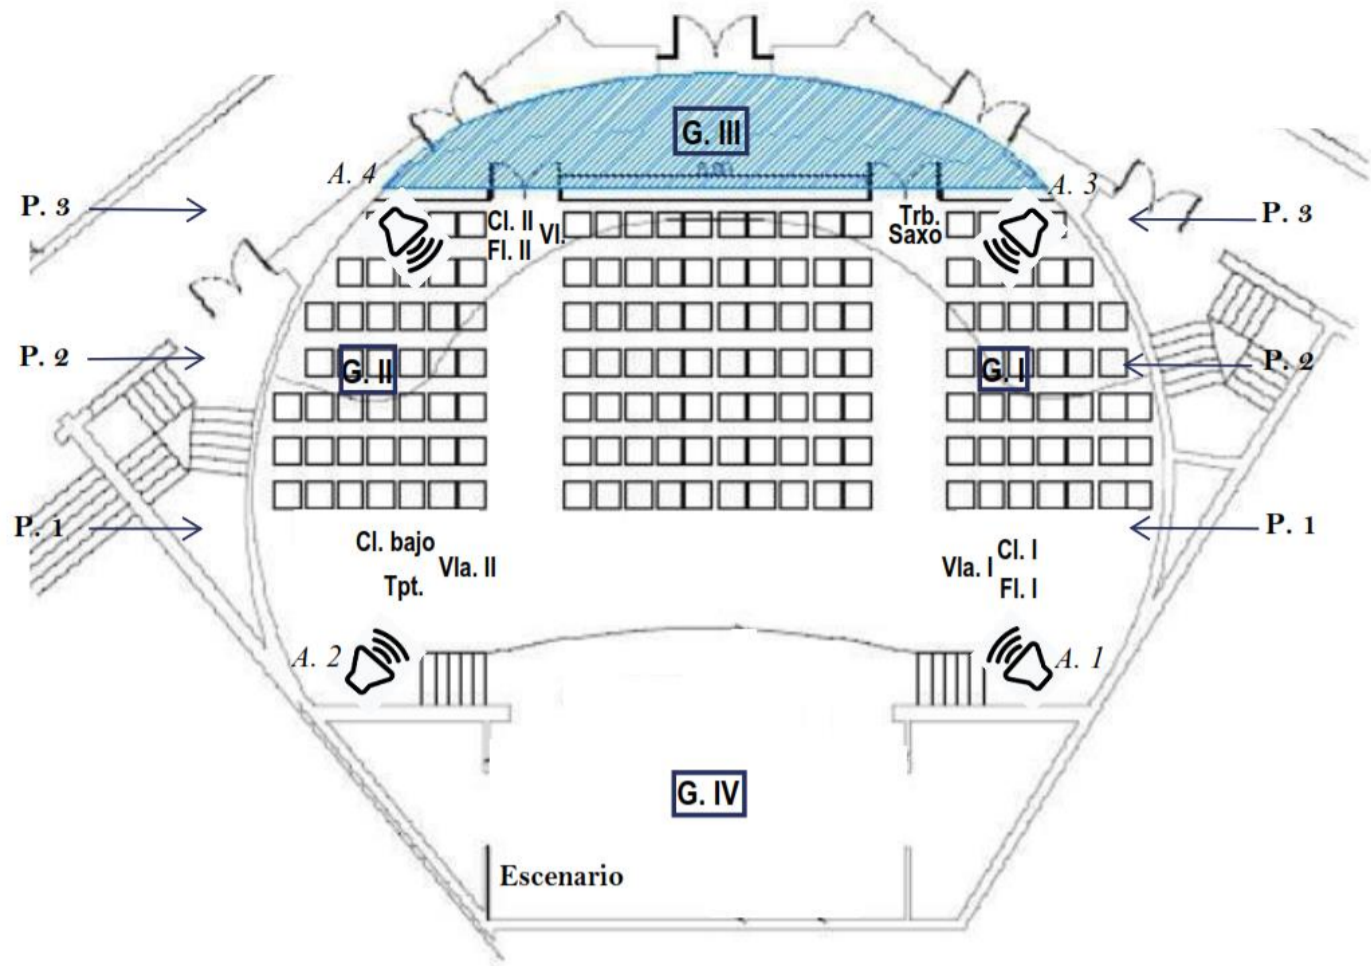 G. III
A. 4
A. 3
P. 3
P. 3
Cl. II
Vl.
Fl. II
Trb.
Saxo
P. 2
G. II
G. I
P. 2
P. 1
P. 1
Cl. bajo
Vla. II
Tpt.
Cl. I
Vla. I
Fl. I
A. 2
A. 1
G. IV
Escenario